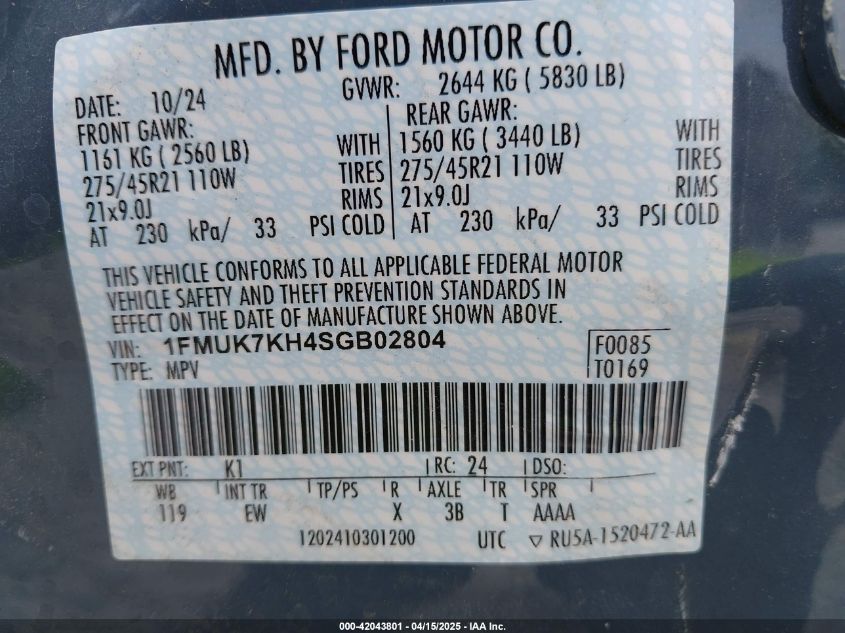 MFD. BY FORD MOTOR CO.
DATE: 10/24 GVWR: 2644 KG ( 5830 LB)
FRONT GAWR: REAR GAWR:
1161 KG ( 2560 LB) WITH 1560 KG ( 3440 LB) WITH
275/45R21 110W TIRES 275/45R21 110W TIRES
21x9.0J RIMS 21x9.0J RIMS
AT 230 kPa/ 33 PSI COLD AT 230 kPa/ 33 PSI COLD
THIS VEHICLE CONFORMS TO ALL APPLICABLE FEDERAL MOTOR
VEHICLE SAFETY AND THEFT PREVENTION STANDARDS IN
EFFECT ON THE DATE OF MANUFACTURE SHOWN ABOVE.
VIN: 1FMUK7KH4SGB02804 F0085
TYPE: MPV T0169
EXT PNT: K1 RC: 24 DSO:
WB INT TR TP/PS R AXLE TR SPR
119 EW X 3B T AAAA
1202410301200 UTC ▽ RU5A-1520472-AA
000-42043801 - 04/15/2025 - IAA Inc.